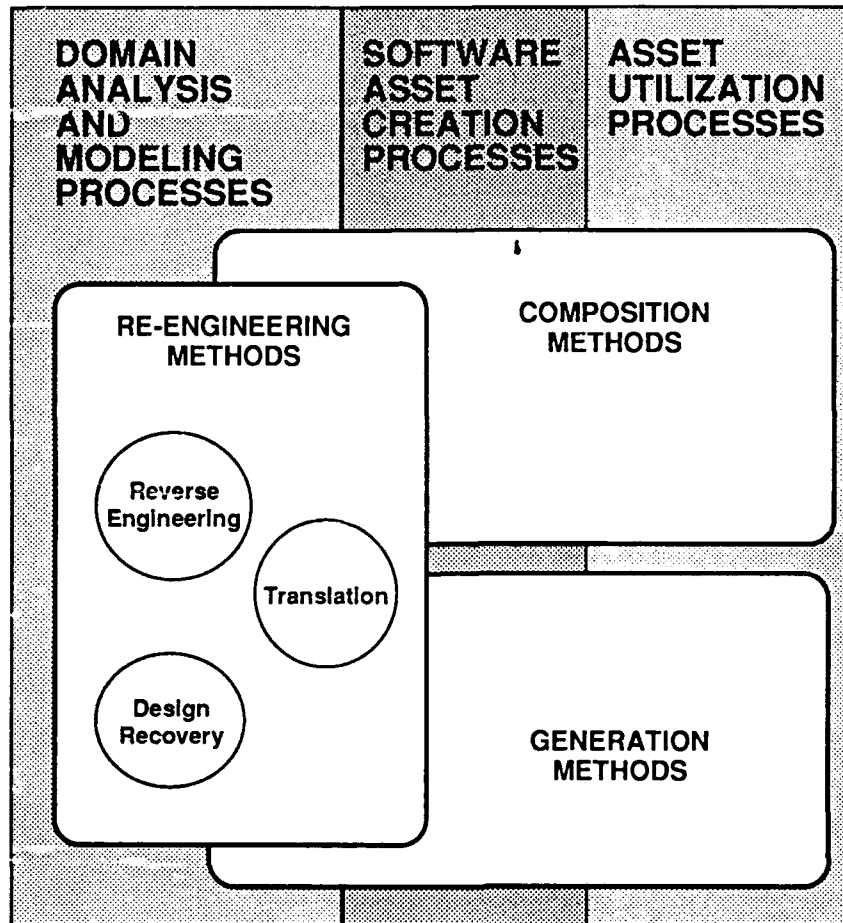 DOMAIN
ANALYSIS
AND
MODELING
PROCESSES
SOFTWARE
ASSET
CREATION
PROCESSES
ASSET
UTILIZATION
PROCESSES
RE-ENGINEERING
METHODS
COMPOSITION
METHODS
Reverse
Engineering
Translation
Design
Recovery
GENERATION
METHODS